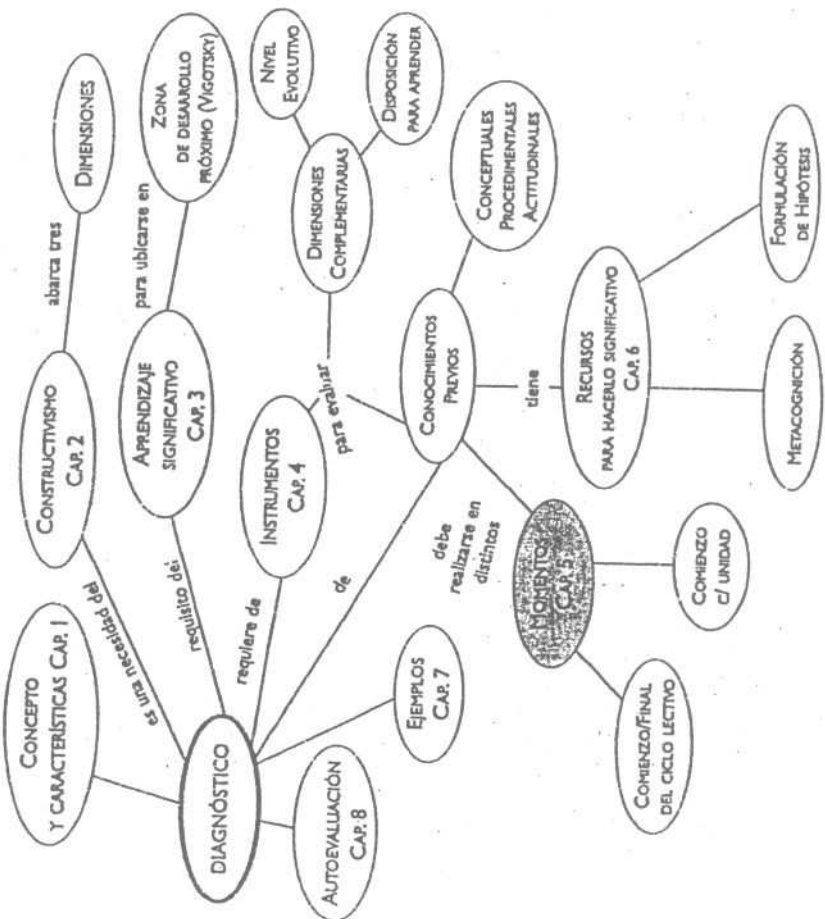 CONCEPTO
Y CARACTERÍSTICAS CAP. 1
es una necesidad del
CONSTRUCTIVISMO
CAP. 2
abarca tres
DIMENSIONES
DIAGNÓSTICO
requisito del
APRENDIZAJE
SIGNIFICATIVO
CAP. 3
para ubicarse en
ZONA
DE DESARROLLO
PRÓXIMO (VIGOTSKY)
requiere de
INSTRUMENTOS
CAP. 4
para evaluar
DIMENSIONES
COMPLEMENTARIAS
NIVEL
EVOLUTIVO
DISPOSICIÓN
PARA APRENDER
de
CONOCIMIENTOS
PREVIOS
CONCEPTUALES
PROCEDIMENTALES
ACTITUDINALES
AUTOEVALUACIÓN
CAP. 8
EJEMPLOS
CAP. 7
debe
realizarse en
distintos
MOMENTOS
CAP. 5
tiene
RECURSOS
PARA HACERLO SIGNIFICATIVO
CAP. 6
COMIENZO/FINAL
DEL CICLO LECTIVO
COMIENZO
C/ UNIDAD
METACOGNICIÓN
FORMULACIÓN
DE HIPÓTESIS